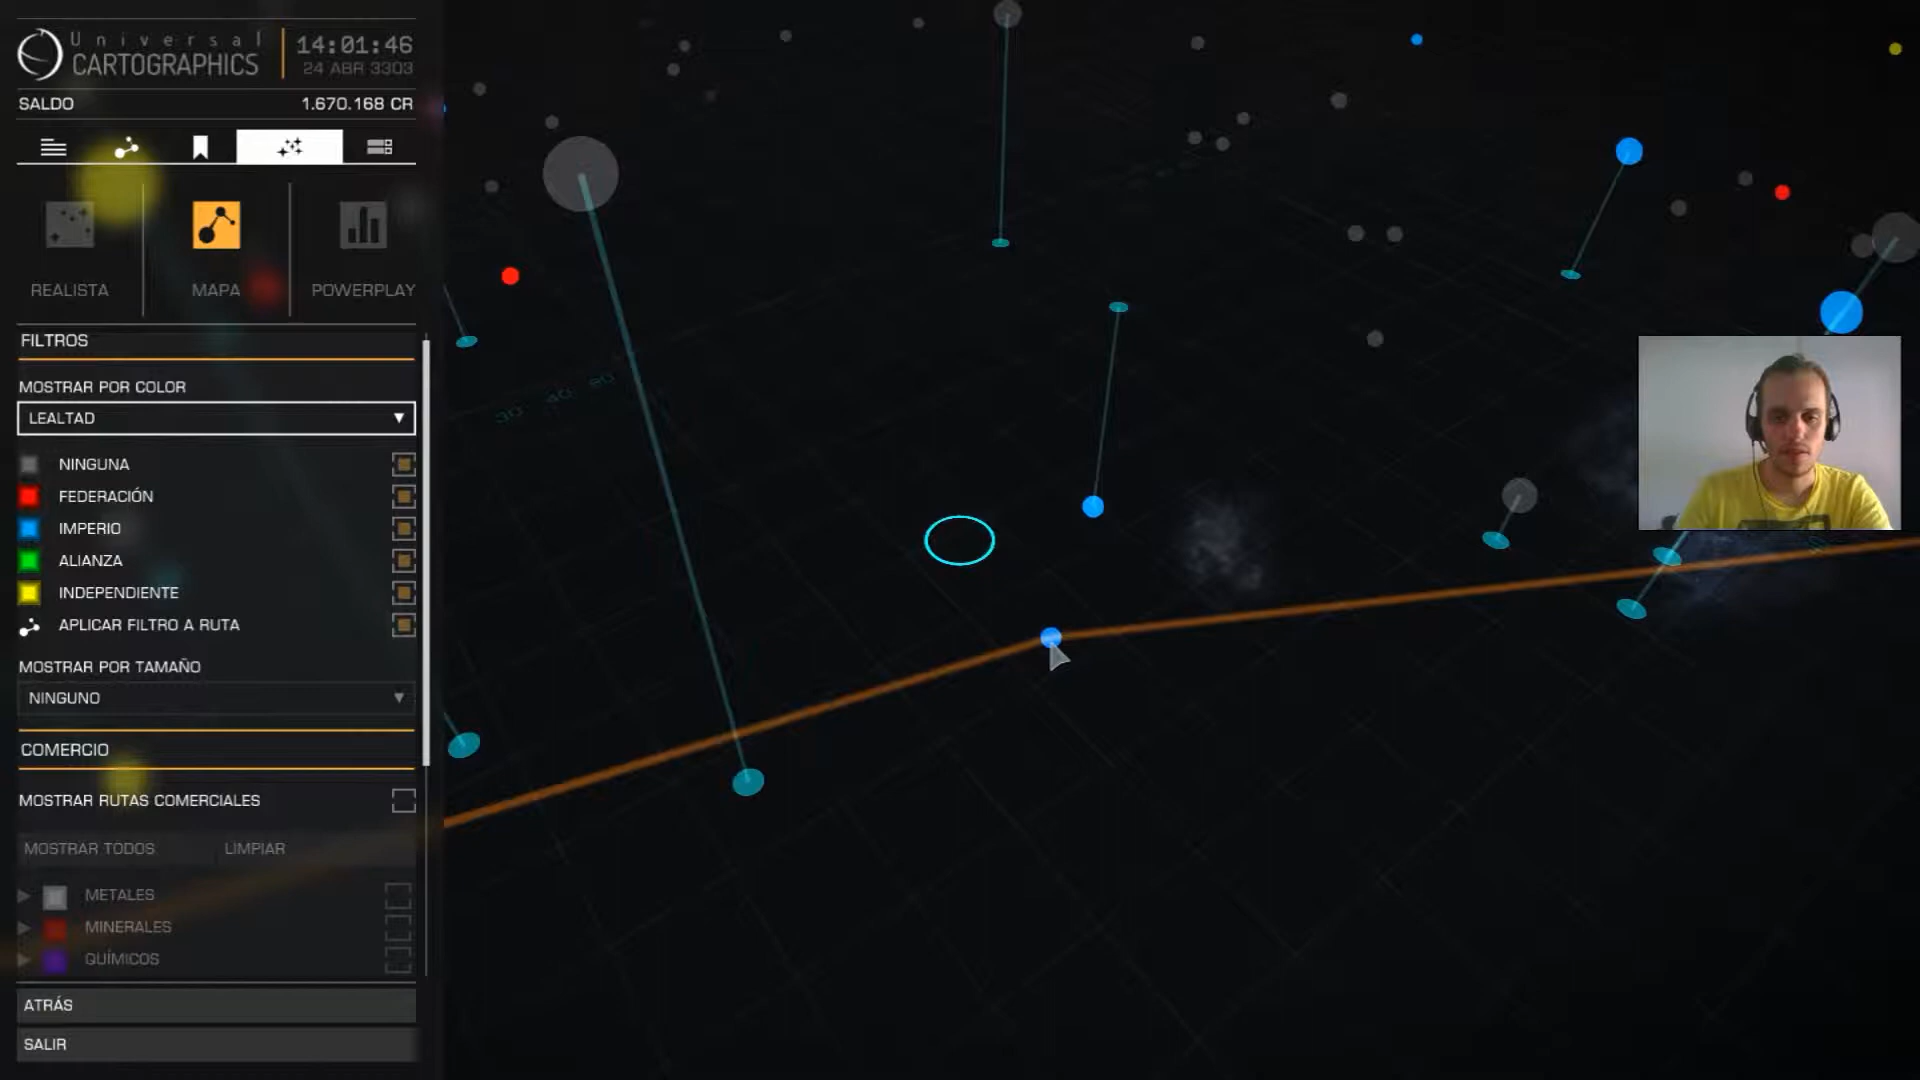 Universal
CARTOGRAPHICS
14:01:46
24 ABR 3303
SALDO 1.670.168 CR
REALISTA MAPA POWERPLAY
FILTROS
MOSTRAR POR COLOR
LEALTAD
NINGUNA
FEDERACIÓN
IMPERIO
ALIANZA
INDEPENDIENTE
APLICAR FILTRO A RUTA
MOSTRAR POR TAMAÑO
NINGUNO
COMERCIO
MOSTRAR RUTAS COMERCIALES
MOSTRAR TODOS LIMPIAR
METALES
MINERALES
QUÍMICOS
ATRÁS
SALIR